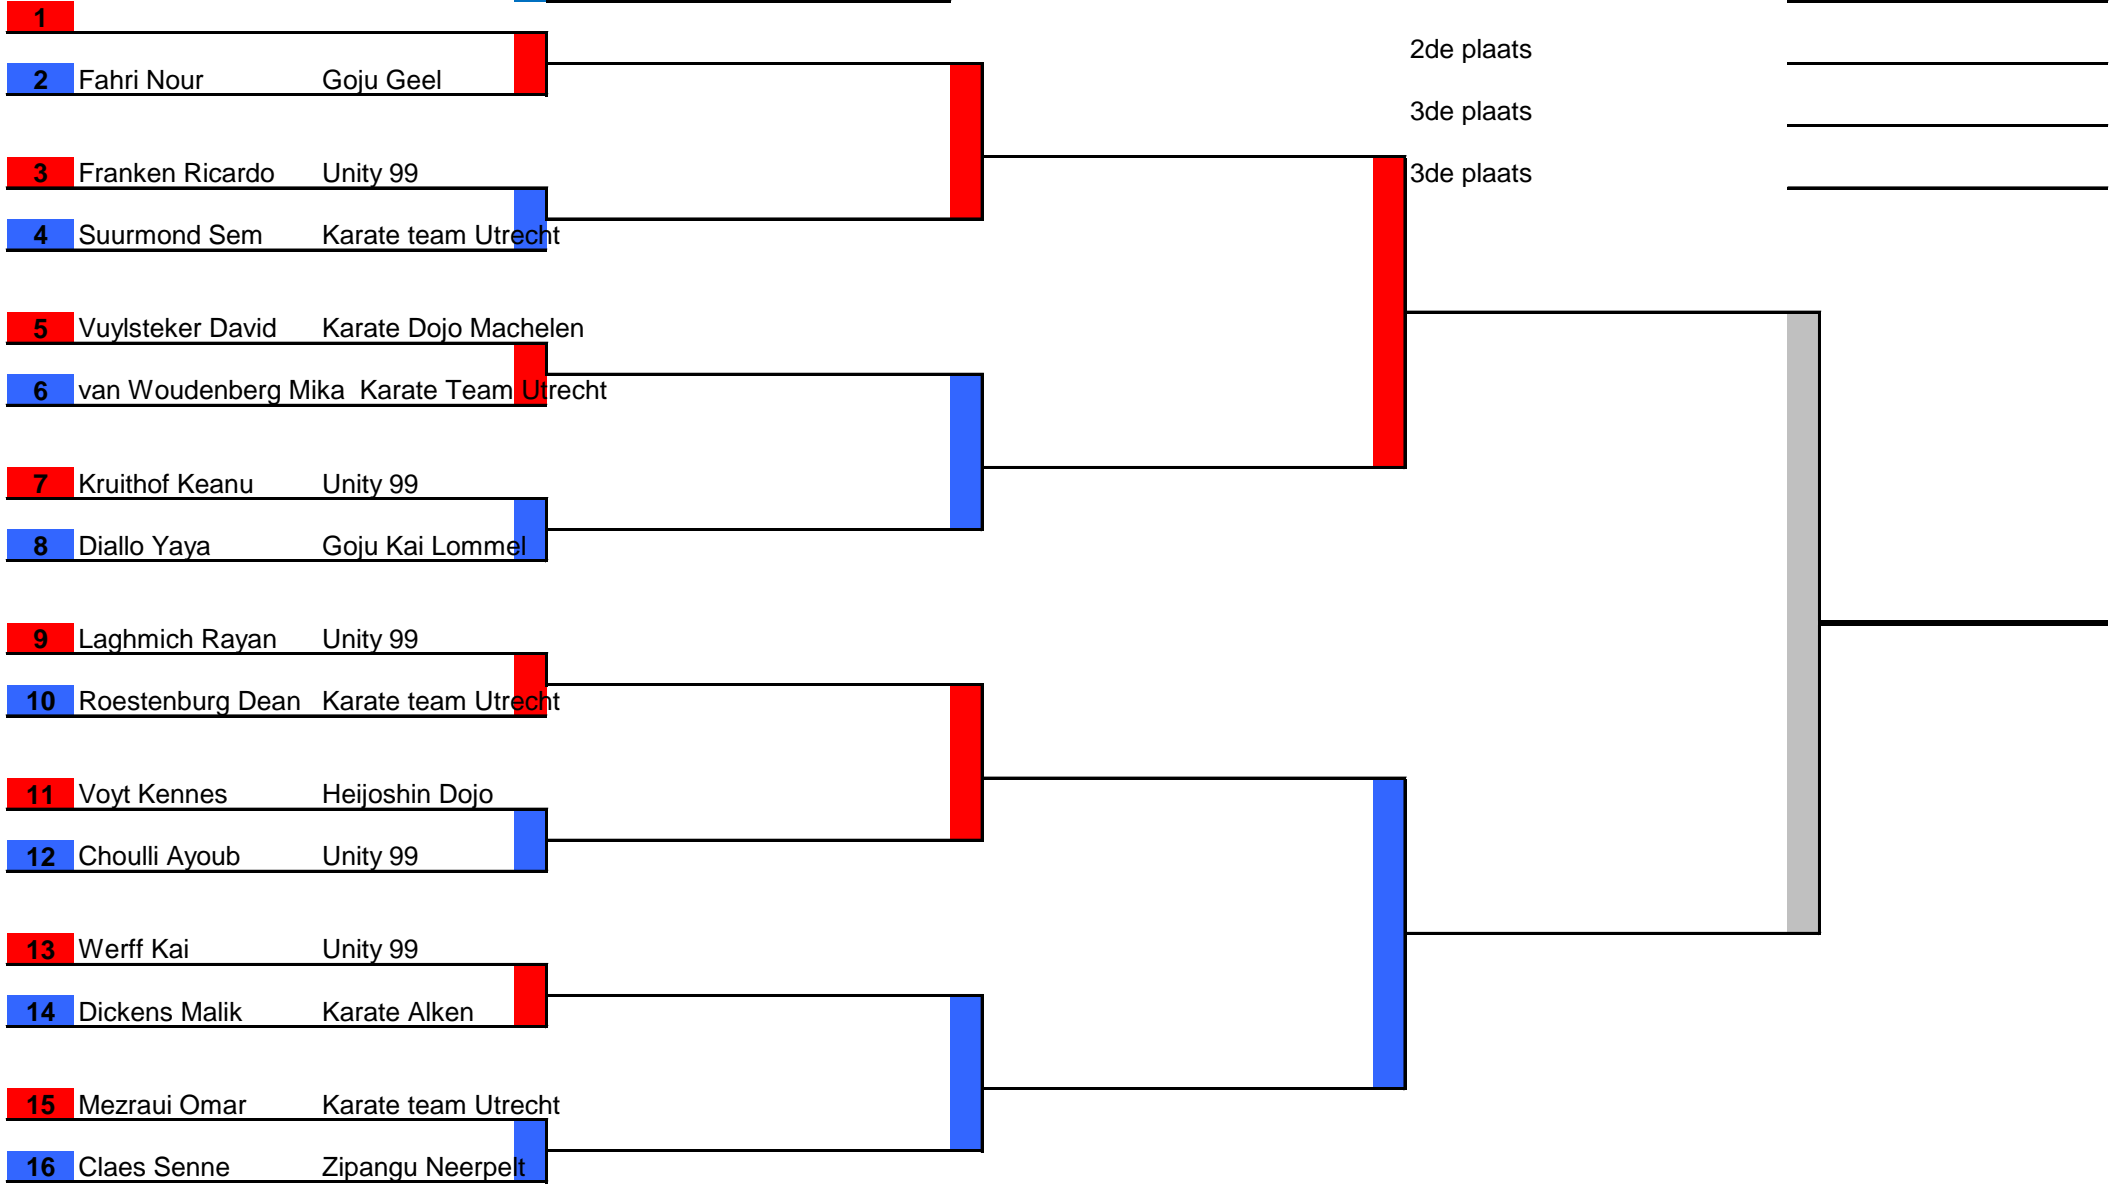 1
2de plaats
2 Fahri Nour Goju Geel
3de plaats
3 Franken Ricardo Unity 99
3de plaats
4 Suurmond Sem Karate team Utrecht
5 Vuylsteker David Karate Dojo Machelen
6 van Woudenberg Mika Karate Team Utrecht
7 Kruithof Keanu Unity 99
8 Diallo Yaya Goju Kai Lommel
9 Laghmich Rayan Unity 99
10 Roestenburg Dean Karate team Utrecht
11 Voyt Kennes Heijoshin Dojo
12 Choulli Ayoub Unity 99
13 Werff Kai Unity 99
14 Dickens Malik Karate Alken
15 Mezraui Omar Karate team Utrecht
16 Claes Senne Zipangu Neerpelt